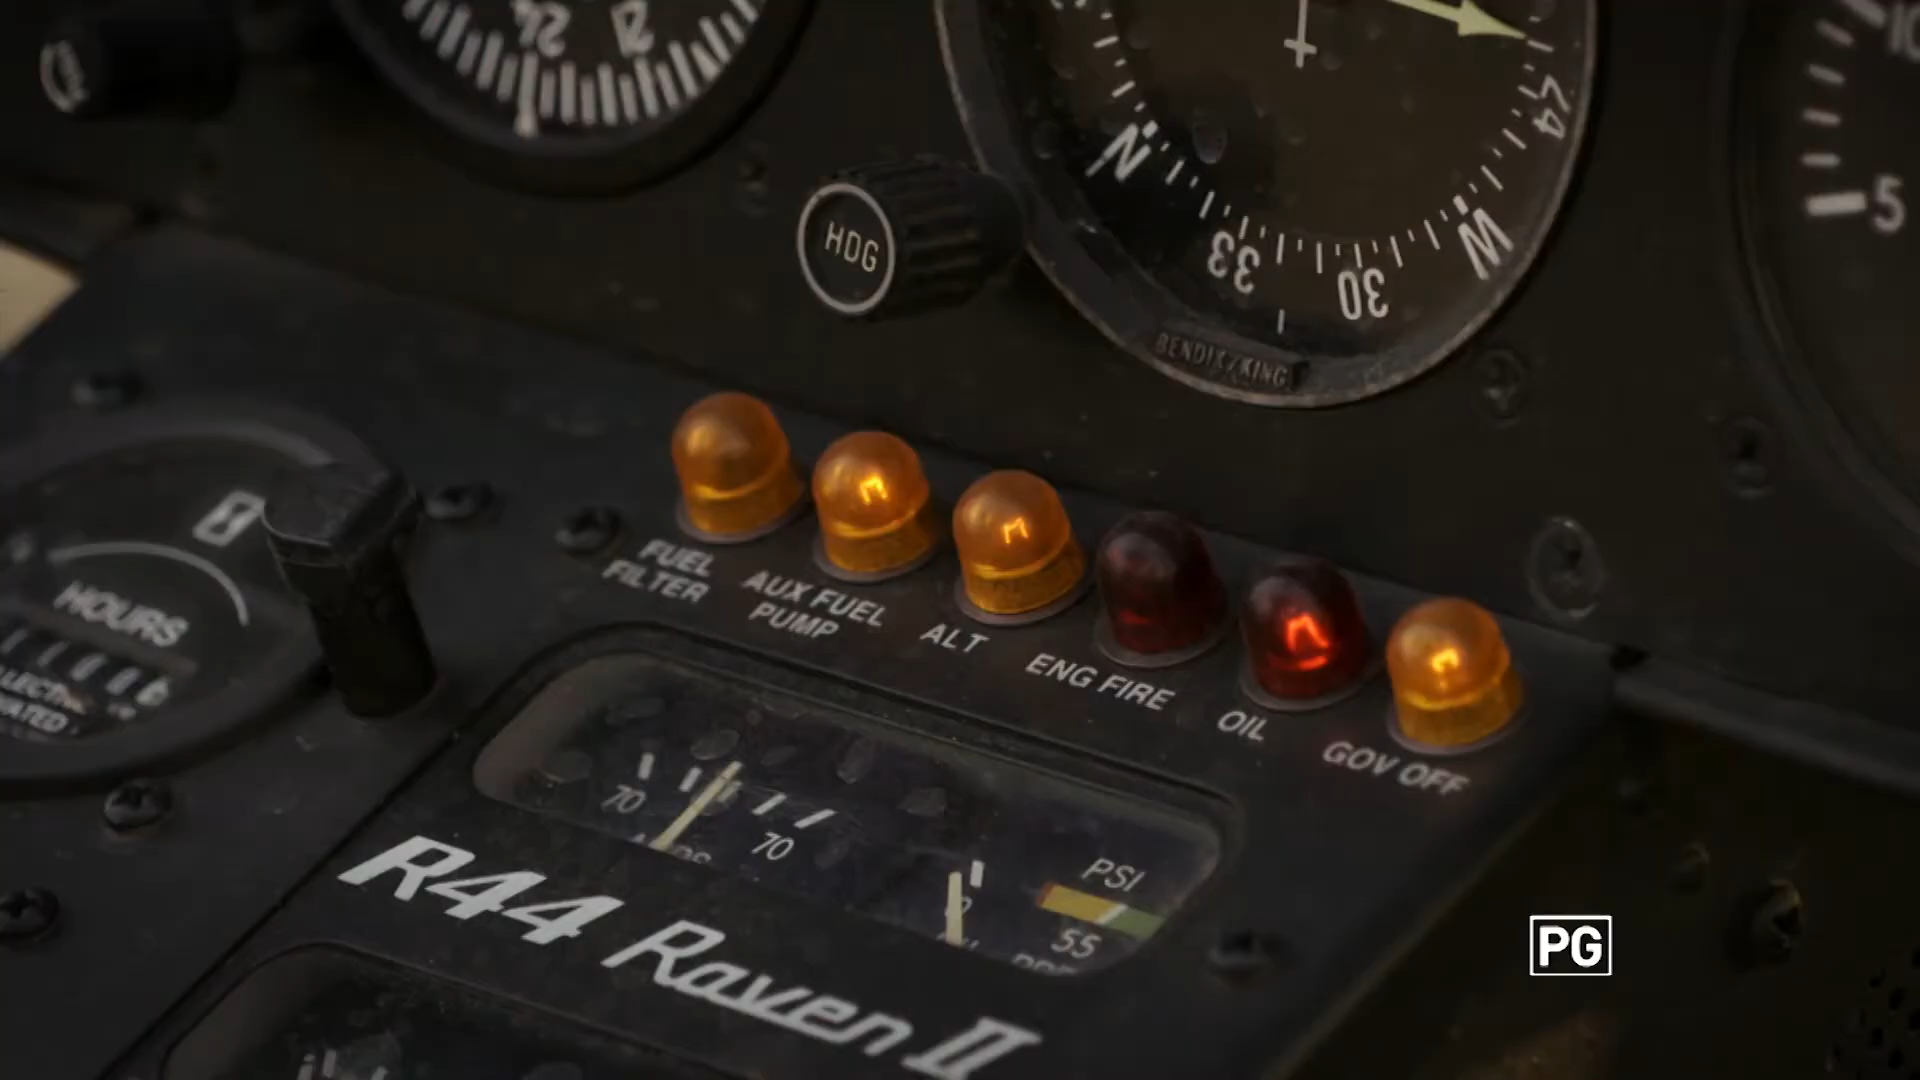 10
24
N
HDG
W
33
30
5
BENDIX/KING
FUEL
FILTER
AUX FUEL
PUMP
ALT
ENG FIRE
OIL
GOV OFF
HOURS
70
70
PSI
55
R44 Raven II
PG